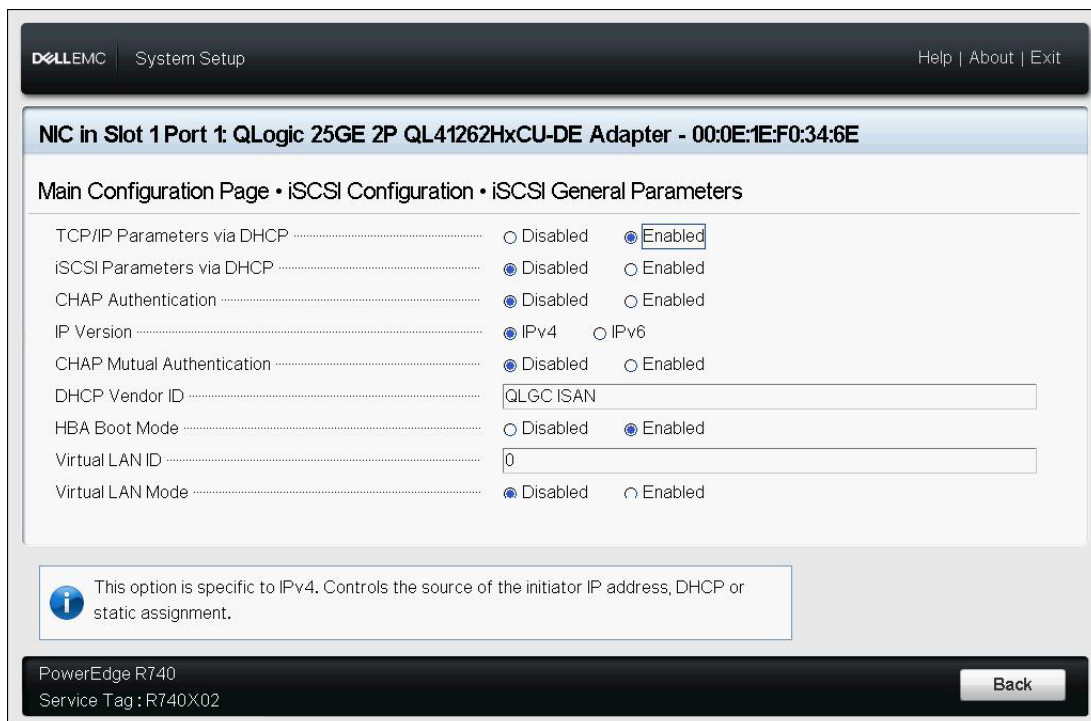 DELLEMC System Setup Help | About | Exit
NIC in Slot 1 Port 1: QLogic 25GE 2P QL41262HxCU-DE Adapter - 00:0E:1E:F0:34:6E
Main Configuration Page • iSCSI Configuration • iSCSI General Parameters
TCP/IP Parameters via DHCP Disabled Enabled
iSCSI Parameters via DHCP Disabled Enabled
CHAP Authentication Disabled Enabled
IP Version IPv4 IPv6
CHAP Mutual Authentication Disabled Enabled
DHCP Vendor ID QLGC ISAN
HBA Boot Mode Disabled Enabled
Virtual LAN ID 0
Virtual LAN Mode Disabled Enabled
This option is specific to IPv4. Controls the source of the initiator IP address, DHCP or
static assignment.
PowerEdge R740
Service Tag : R740X02
Back